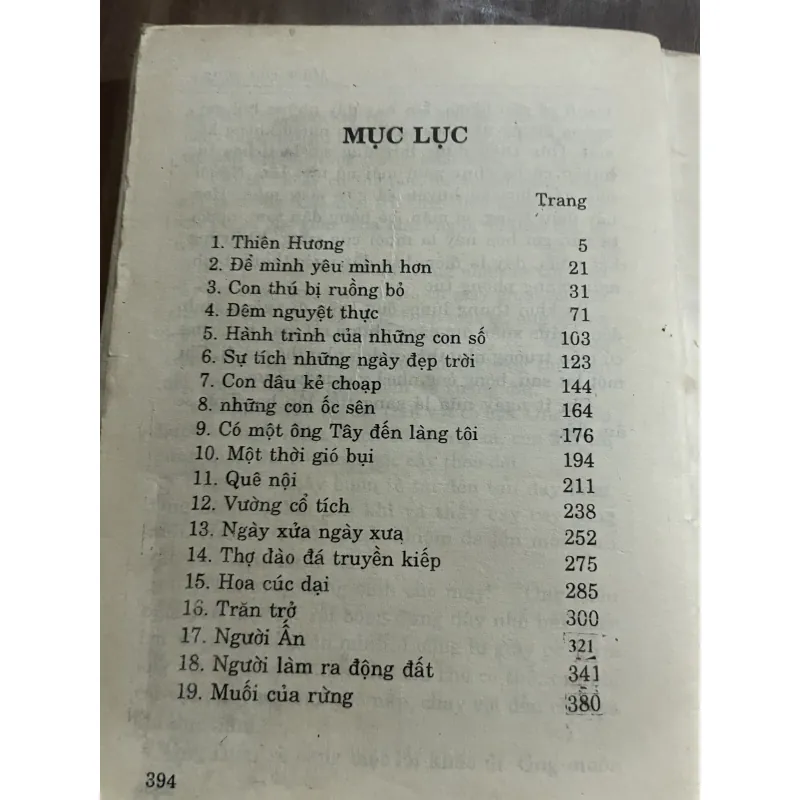 MỤC LỤC
Trang
1. Thiên Hương 5
2. Để mình yêu mình hơn 21
3. Con thú bị ruồng bỏ 31
4. Đêm nguyệt thực 71
5. Hành trình của những con số 103
6. Sự tích những ngày đẹp trời 123
7. Con dâu kẻ choạp 144
8. những con ốc sên 164
9. Có một ông Tây đến làng tôi 176
10. Một thời gió bụi 194
11. Quê nội 211
12. Vường cổ tích 238
13. Ngày xửa ngày xưa 252
14. Thợ dào đá truyền kiếp 275
15. Hoa cúc dại 285
16. Trăn trở 300
17. Người Ấn 321
18. Người làm ra động đất 341
19. Muối của rừng 380
394